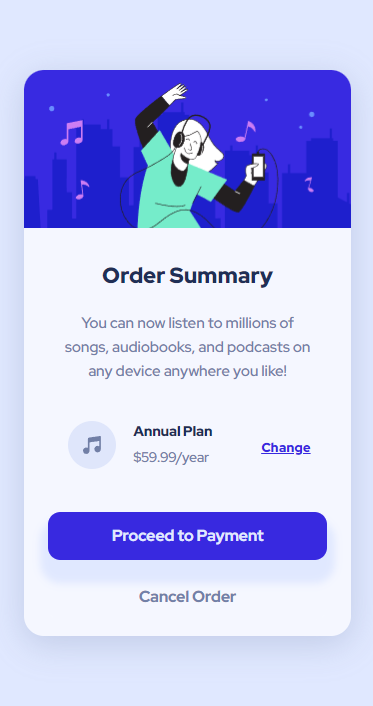 Order Summary
You can now listen to millions of
songs, audiobooks, and podcasts on
any device anywhere you like!
Annual Plan
$59.99/year
Change
Proceed to Payment
Cancel Order